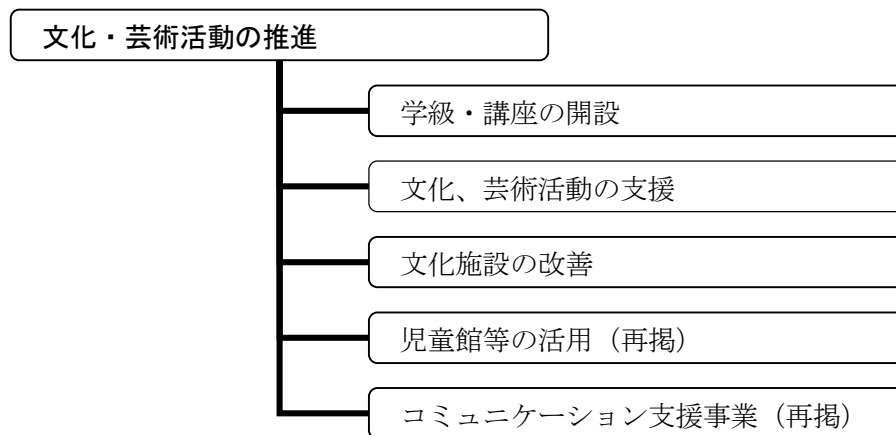 文化・芸術活動の推進
学級・講座の開設
文化、芸術活動の支援
文化施設の改善
児童館等の活用（再掲）
コミュニケーション支援事業（再掲）